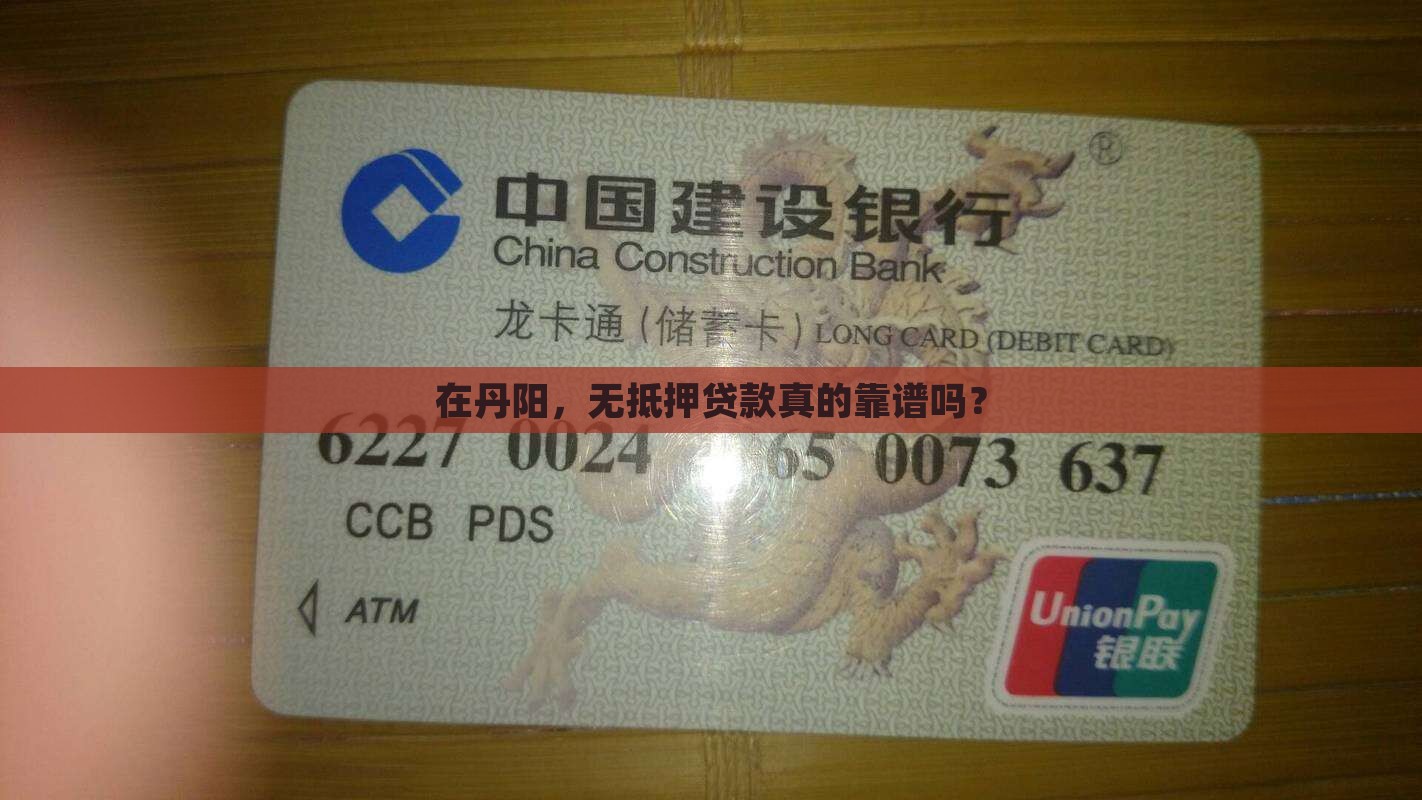 ®
中国建设银行
China Construction Bank
龙卡通(储蓄卡) LONG CARD (DEBIT CARD)
在丹阳，无抵押贷款真的靠谱吗？
6227 0024 65 0073 637
CCB PDS
ATM
UnionPay
银联